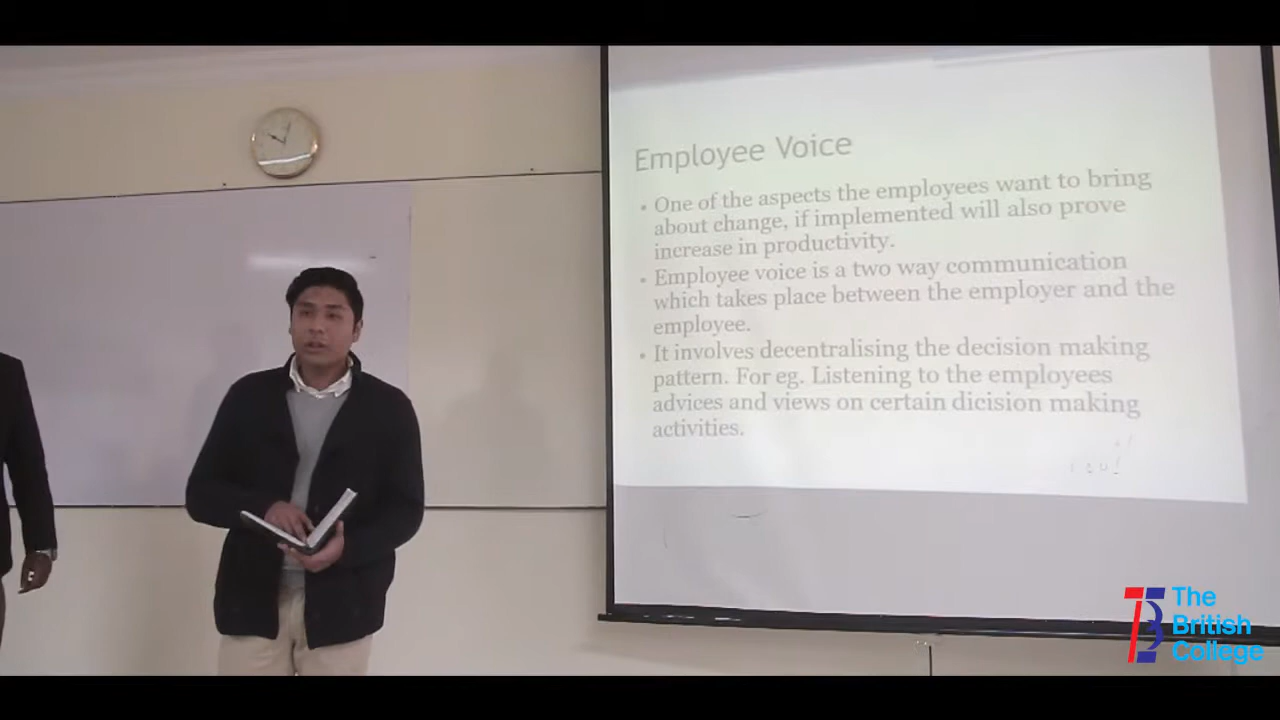 Employee Voice
• One of the aspects the employees want to bring
about change, if implemented will also prove
increase in productivity.
• Employee voice is a two way communication
which takes place between the employer and the
employee.
• It involves decentralising the decision making
pattern. For eg. Listening to the employees
advices and views on certain dicision making
activities.
The
British
College